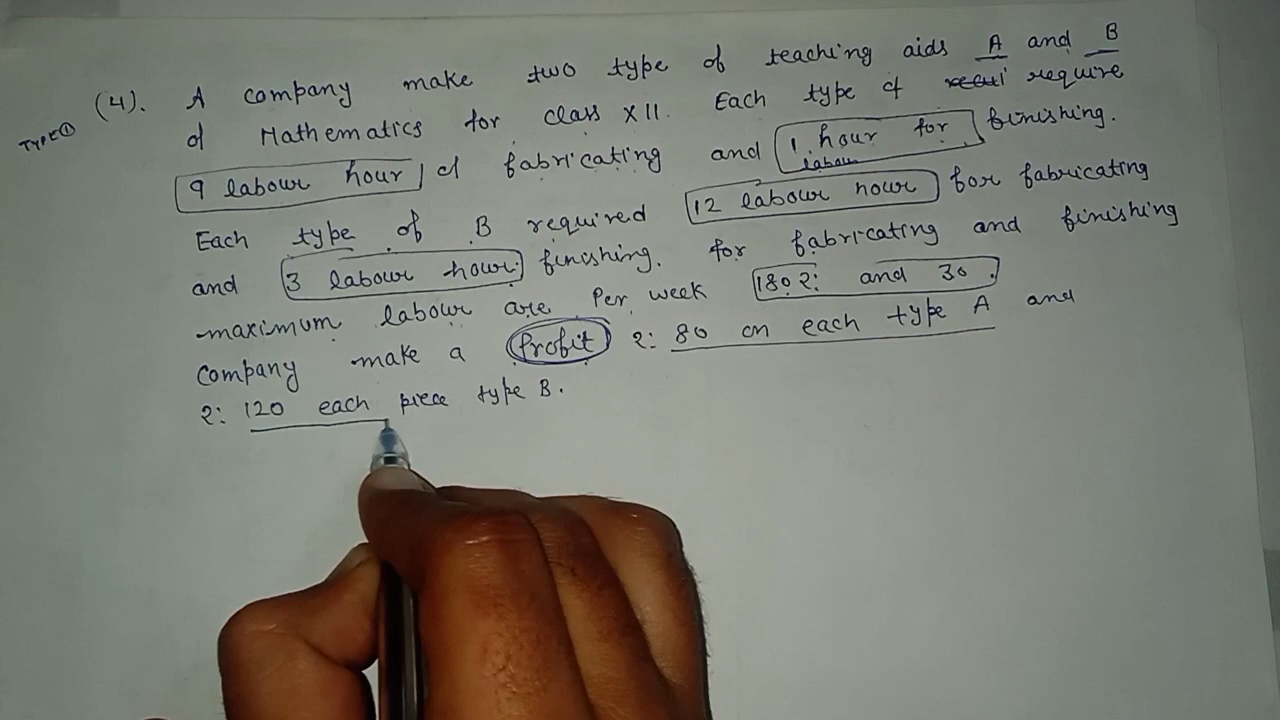 TYPE① (4). A company make two type of teaching aids A and B
of Mathematics for class XII. Each type of require
9 labour hour of fabricating and 1 hour for finishing.
labour
Each type of B required 12 labour hour for fabricating
and 3 labour hour finishing. for fabricating and finishing
maximum labour are per week 180 and 30.
company make a Profit 80 on each type A and
120 each piece type B.